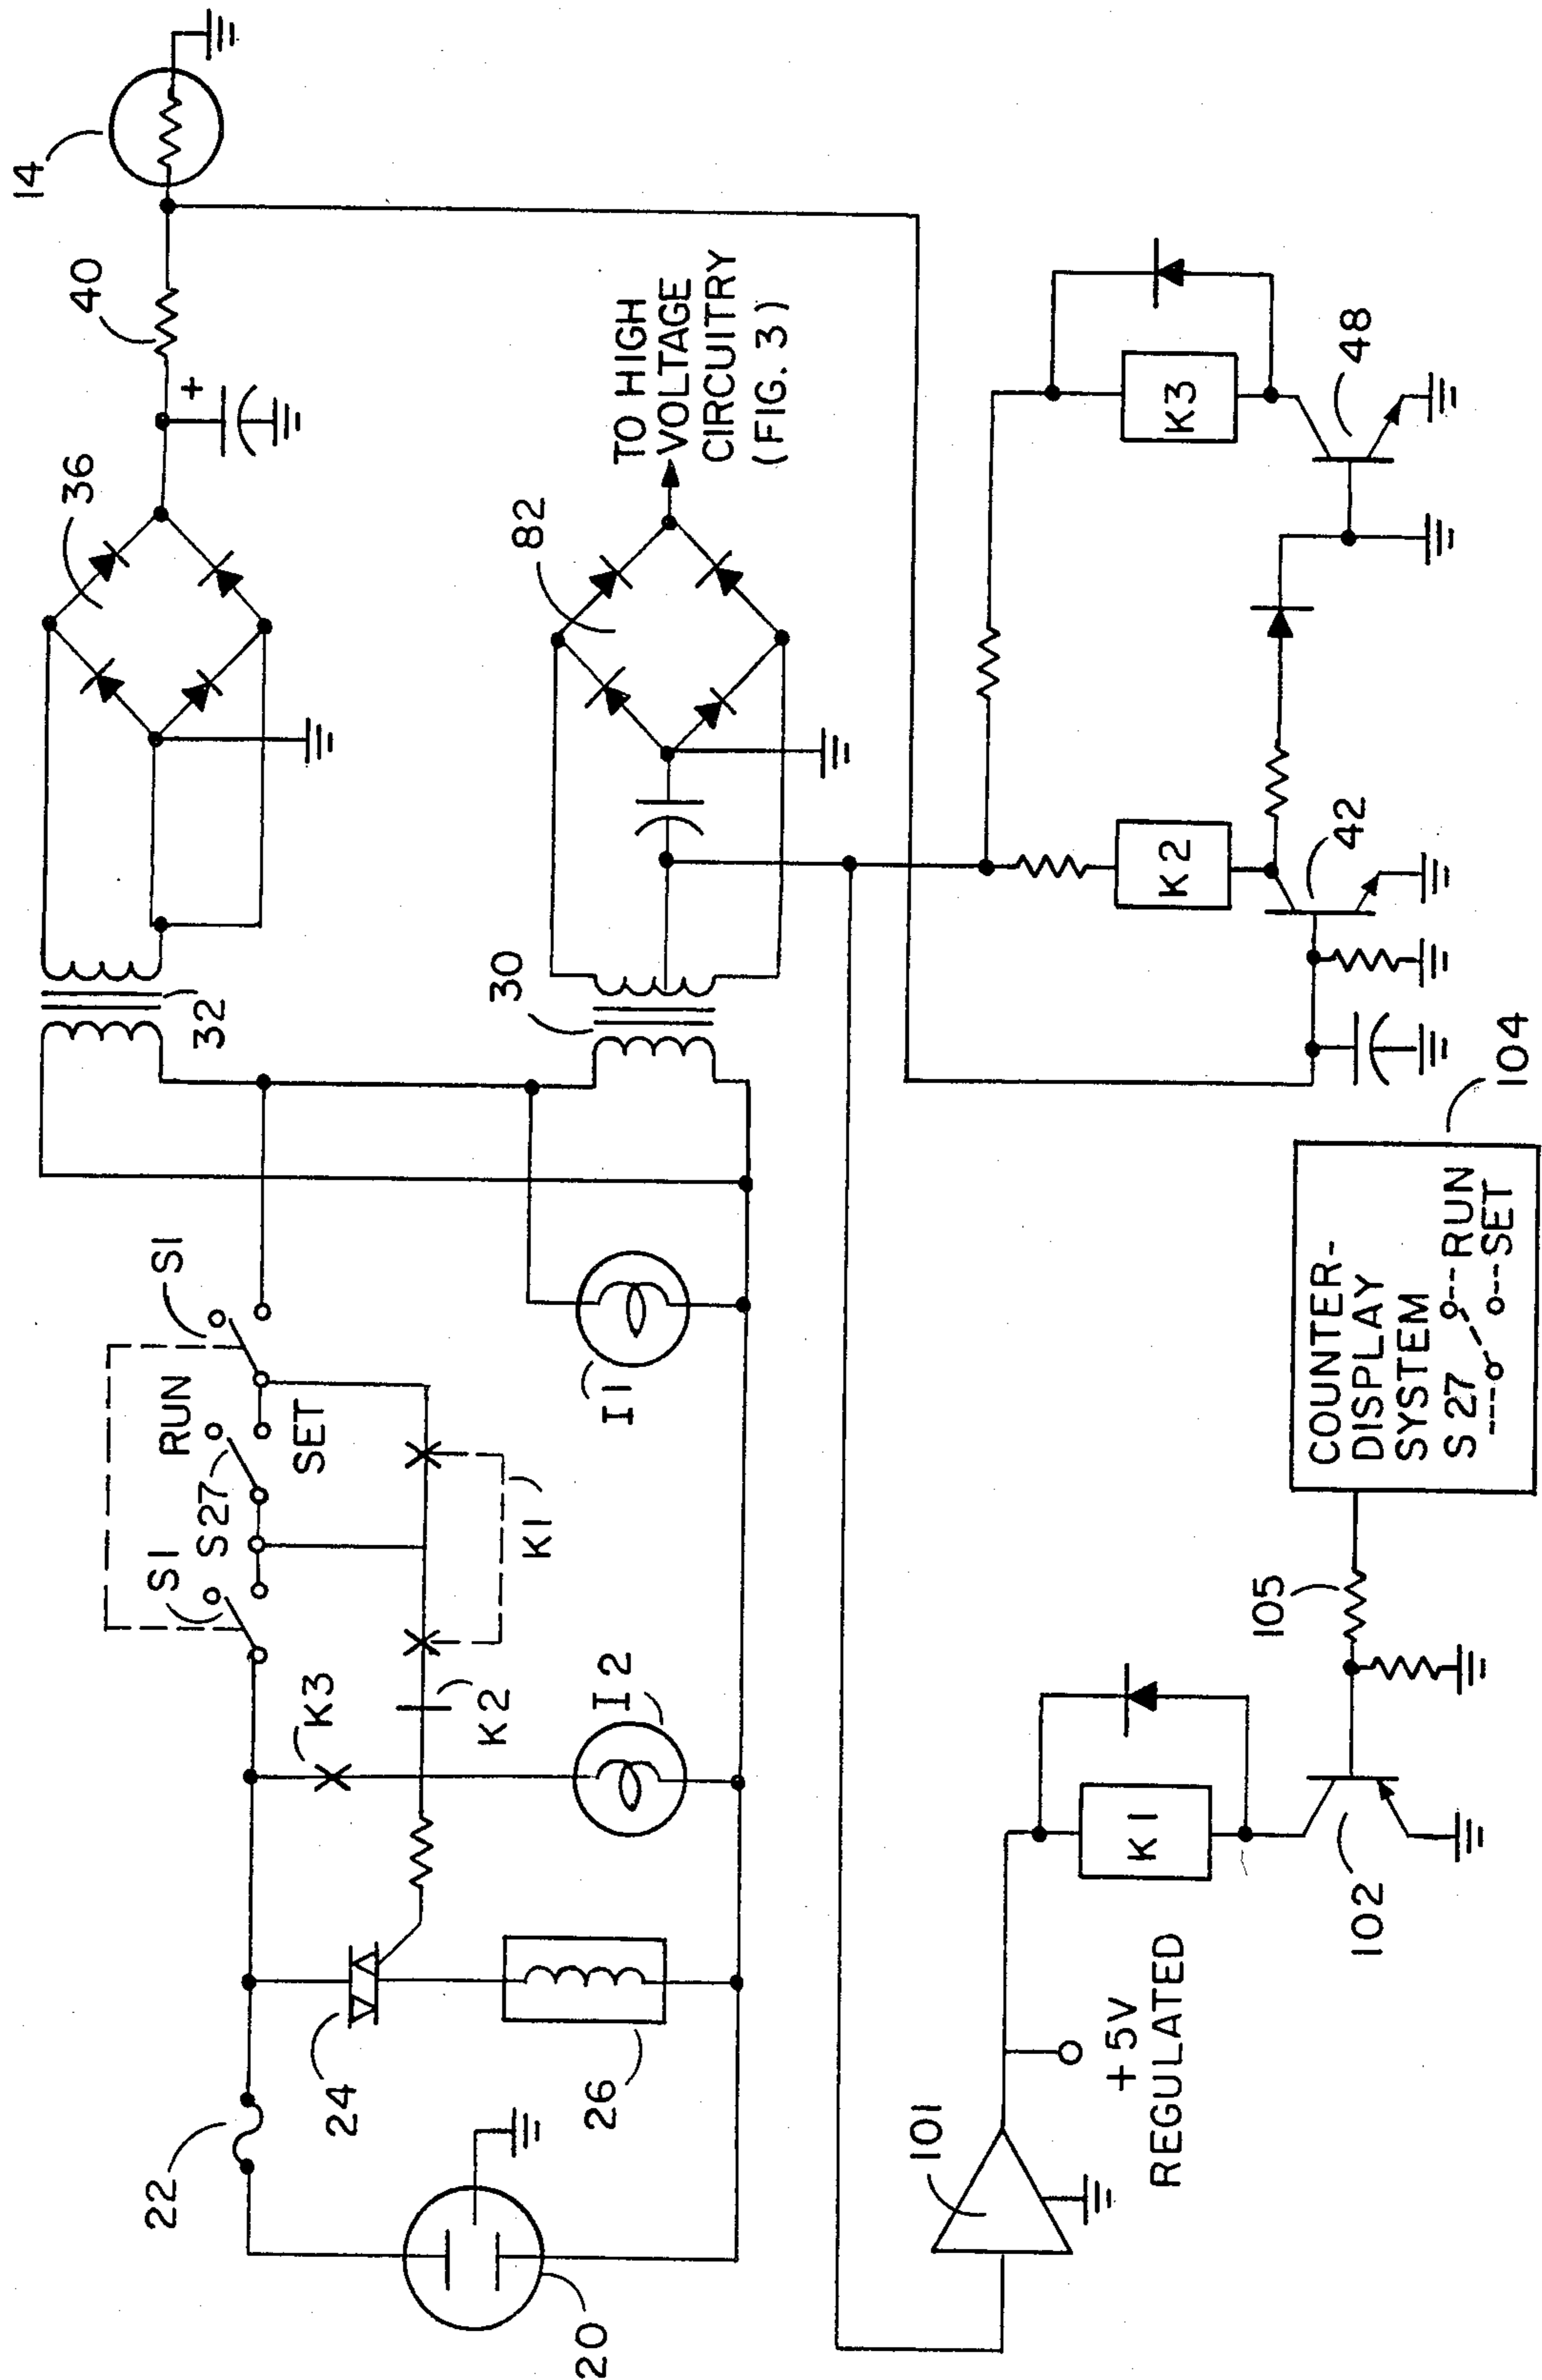 14
40
+
36
TO HIGH
VOLTAGE
CIRCUITRY
(FIG. 3)
82
32
30
K3
48
K2
42
S1
RUN
S27
SET
S1
I1
K1
K3
K2
I2
22
24
26
20
104
COUNTER-
DISPLAY
SYSTEM
S27
RUN
SET
105
K1
102
101
+5V
REGULATED